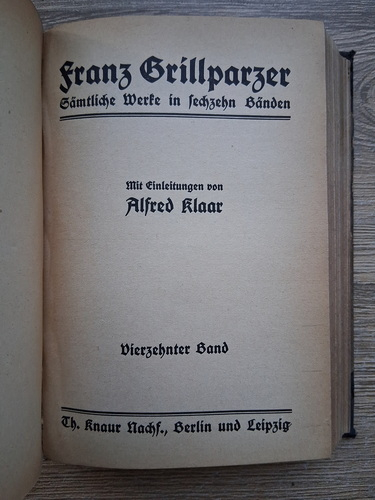 Franz Grillparzer
Sämtliche Werke in sechzehn Bänden
Mit Einleitungen von
Alfred Klaar
Vierzehnter Band
Th. Knaur Nachf., Berlin und Leipzig